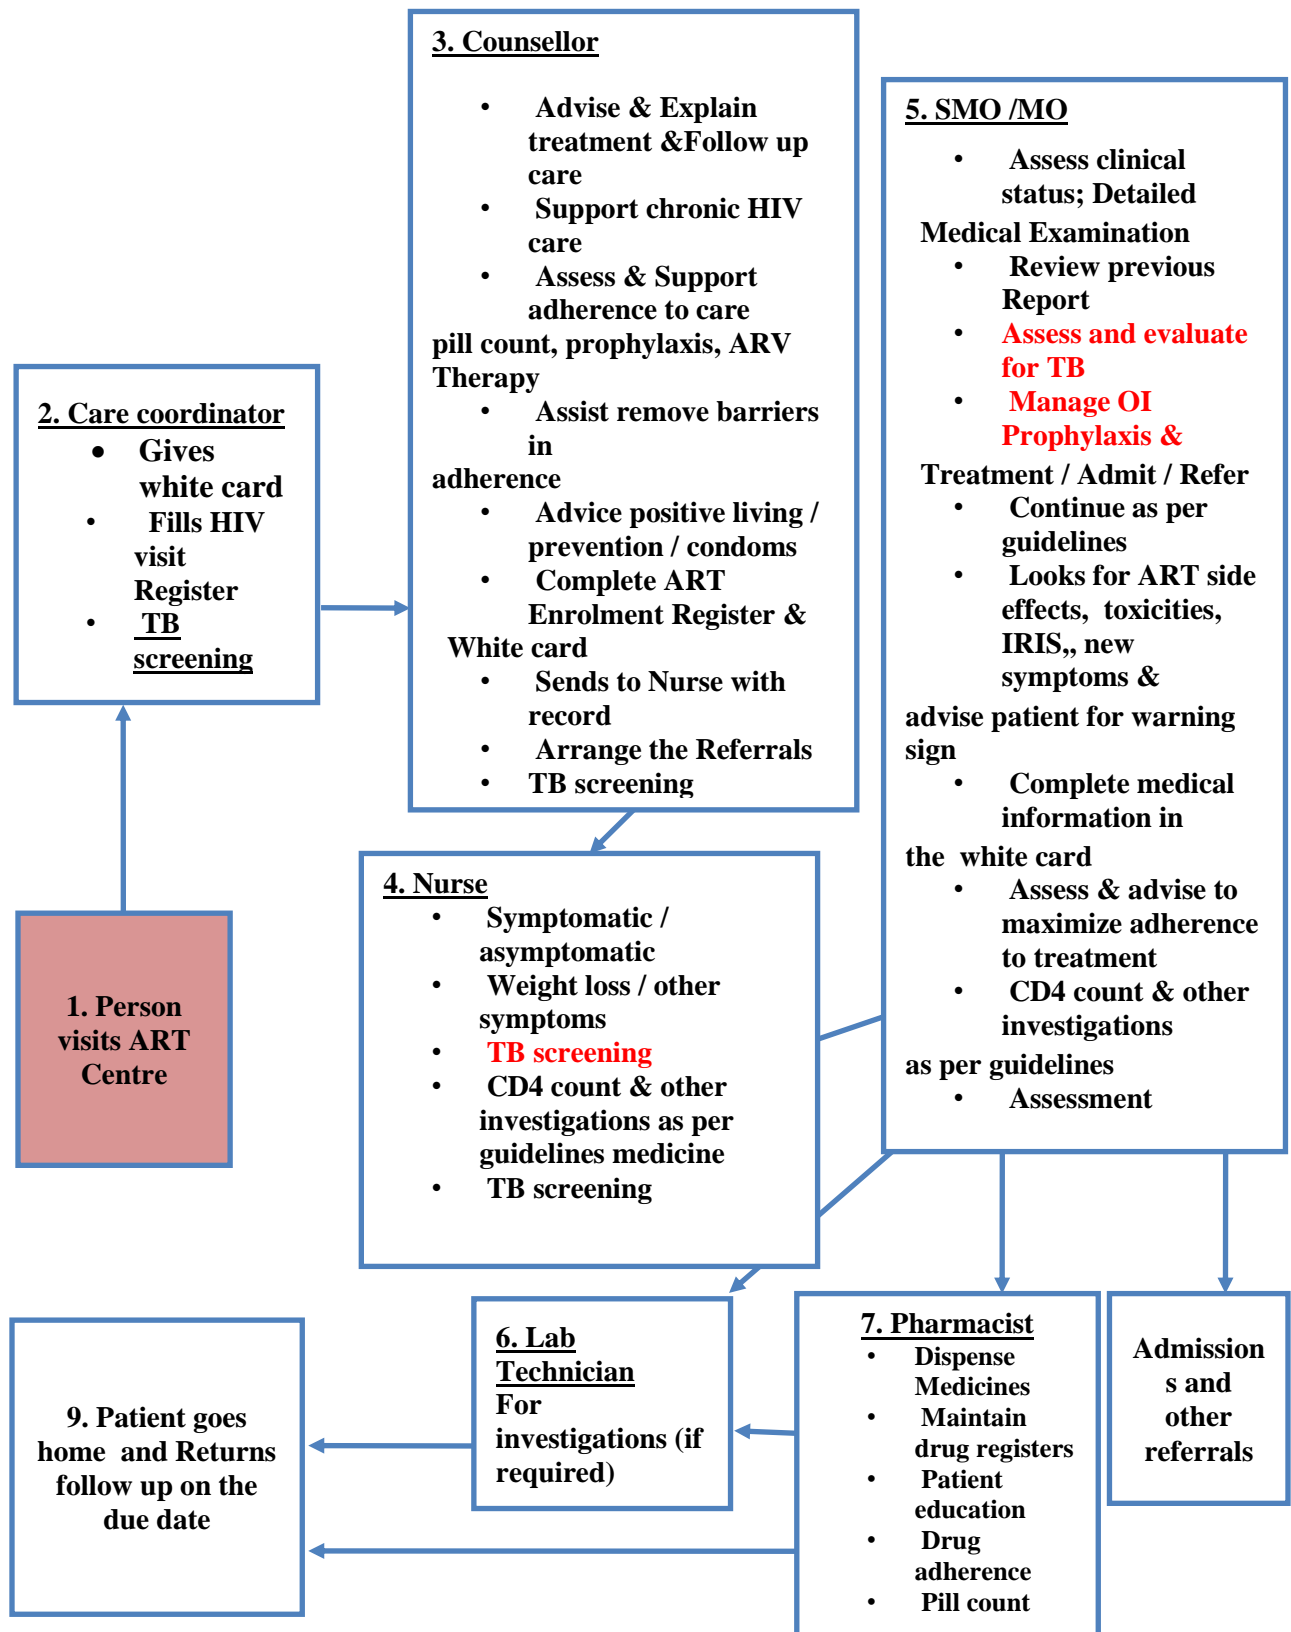 1. Person
visits ART
Centre
2. Care coordinator
• Gives
white card
• Fills HIV
visit
Register
• TB
screening
3. Counsellor
• Advise & Explain
treatment &Follow up
care
• Support chronic HIV
care
• Assess & Support
adherence to care
pill count, prophylaxis, ARV
Therapy
• Assist remove barriers
in
adherence
• Advice positive living /
prevention / condoms
• Complete ART
Enrolment Register &
White card
• Sends to Nurse with
record
• Arrange the Referrals
• TB screening
4. Nurse
• Symptomatic /
asymptomatic
• Weight loss / other
symptoms
• TB screening
• CD4 count & other
investigations as per
guidelines medicine
• TB screening
5. SMO /MO
• Assess clinical
status; Detailed
Medical Examination
• Review previous
Report
• Assess and evaluate
for TB
• Manage OI
Prophylaxis &
Treatment / Admit / Refer
• Continue as per
guidelines
• Looks for ART side
effects, toxicities,
IRIS,, new
symptoms &
advise patient for warning
sign
• Complete medical
information in
the white card
• Assess & advise to
maximize adherence
to treatment
• CD4 count & other
investigations
as per guidelines
• Assessment
6. Lab
Technician
For
investigations (if
required)
7. Pharmacist
• Dispense
Medicines
• Maintain
drug registers
• Patient
education
• Drug
adherence
• Pill count
Admission
s and
other
referrals
9. Patient goes
home and Returns
follow up on the
due date